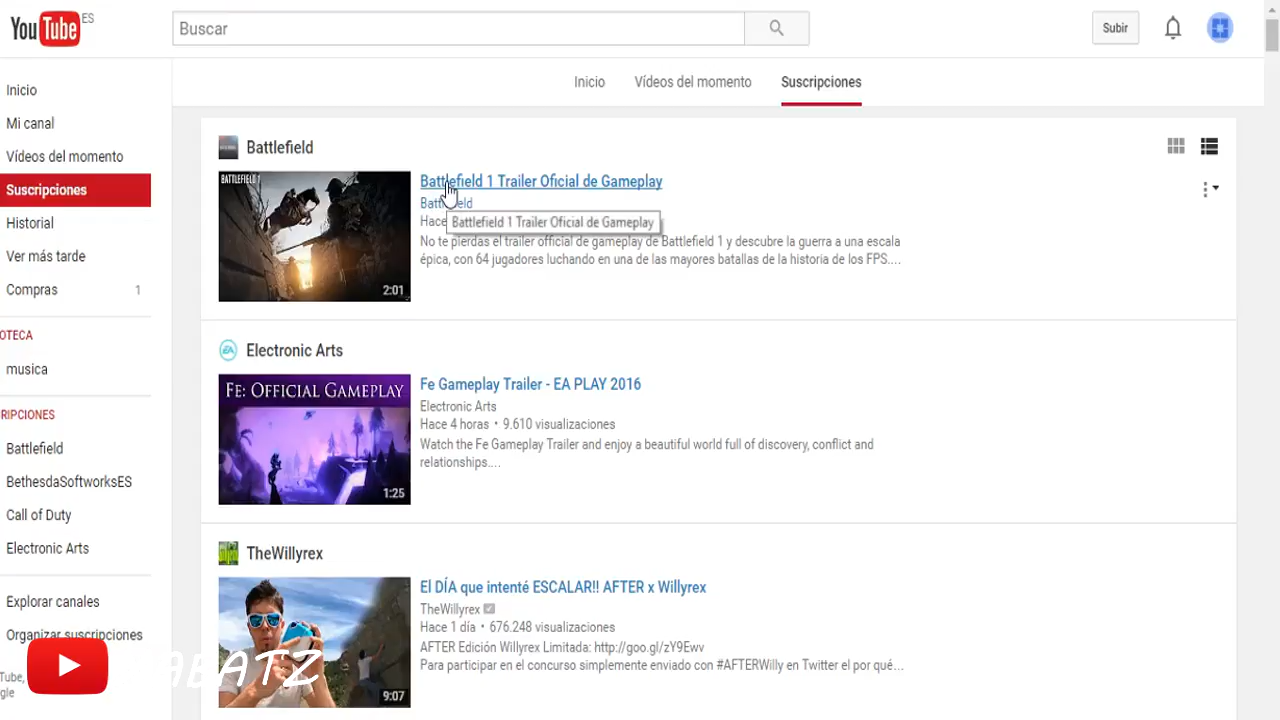 YouTube ES
Buscar
Subir
Inicio
Vídeos del momento
Suscripciones
Inicio
Mi canal
Vídeos del momento
Suscripciones
Historial
Ver más tarde
Compras 1
OTECA
musica
RIPCIONES
Battlefield
BethesdaSoftworksES
Call of Duty
Electronic Arts
Explorar canales
Organizar suscripciones
Tube,
gle
ABATZ
Battlefield
BATTLEFIELD 1
2:01
Battlefield 1 Trailer Oficial de Gameplay
Hace
Battlefield 1 Trailer Oficial de Gameplay
No te pierdas el trailer official de gameplay de Battlefield 1 y descubre la guerra a una escala
épica, con 64 jugadores luchando en una de las mayores batallas de la historia de los FPS....
Electronic Arts
FE: OFFICIAL GAMEPLAY
1:25
Fe Gameplay Trailer - EA PLAY 2016
Electronic Arts
Hace 4 horas • 9.610 visualizaciones
Watch the Fe Gameplay Trailer and enjoy a beautiful world full of discovery, conflict and
relationships....
TheWillyrex
9:07
El DÍA que intenté ESCALAR!! AFTER x Willyrex
TheWillyrex
Hace 1 día • 676.248 visualizaciones
AFTER Edición Willyrex Limitada: http://goo.gl/zY9Ewv
Para participar en el concurso simplemente enviado con #AFTERWilly en Twitter el por qué...